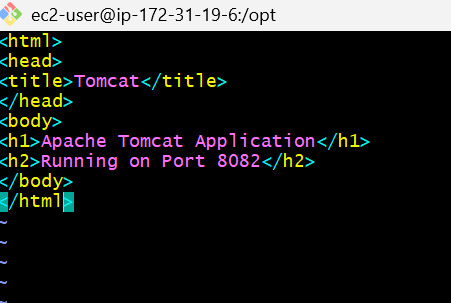 ec2-user@ip-172-31-19-6:/opt
<html>
<head>
<title>Tomcat</title>
</head>
<body>
<h1>Apache Tomcat Application</h1>
<h2>Running on Port 8082</h2>
</body>
</html>
~
~
~
~
~